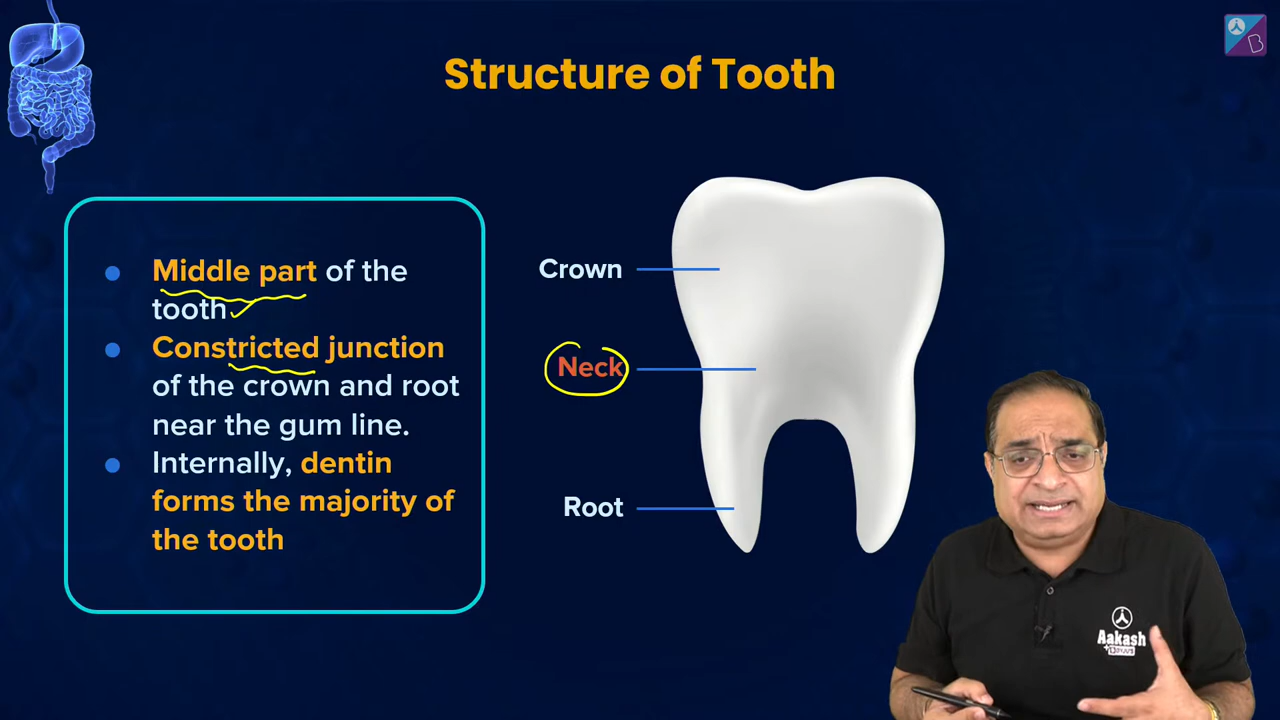 Structure of Tooth
Middle part of the
tooth
Constricted junction
of the crown and root
near the gum line.
Internally, dentin
forms the majority of
the tooth
Crown
Neck
Root
Aakash